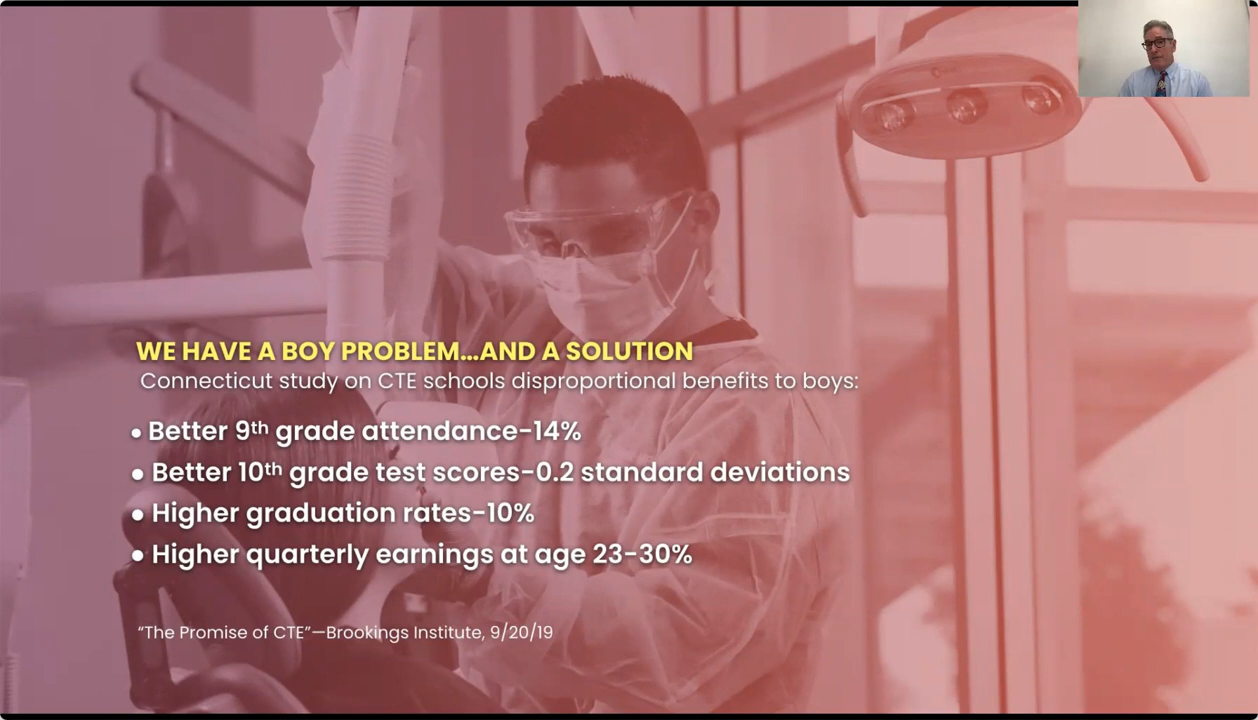 WE HAVE A BOY PROBLEM...AND A SOLUTION
Connecticut study on CTE schools disproportional benefits to boys:
• Better 9th grade attendance-14%
• Better 10th grade test scores-0.2 standard deviations
• Higher graduation rates-10%
• Higher quarterly earnings at age 23-30%
“The Promise of CTE”—Brookings Institute, 9/20/19